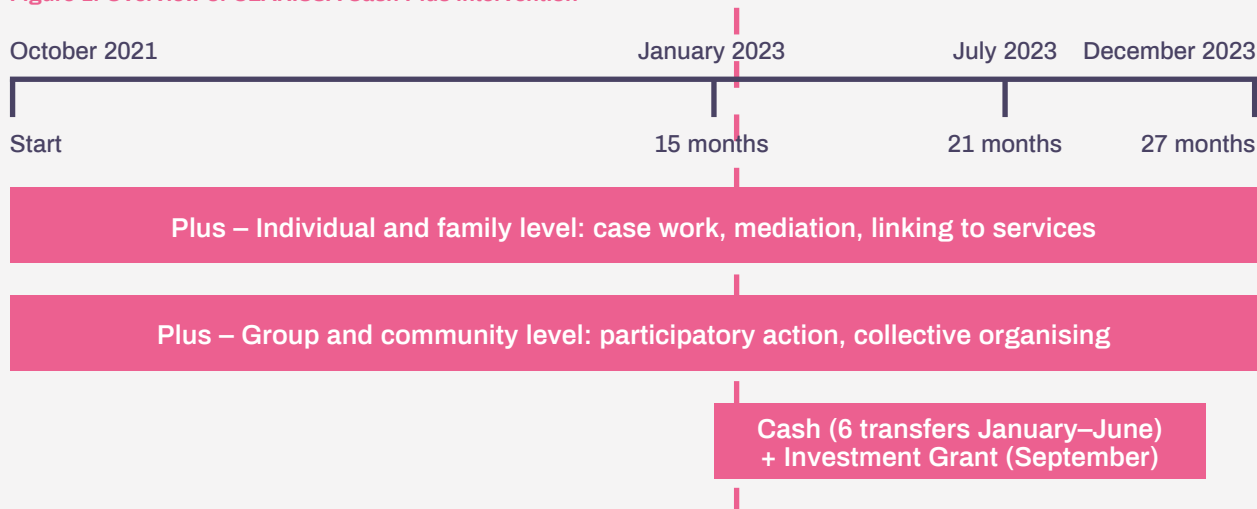 October 2021 January 2023 July 2023 December 2023
Start 15 months 21 months 27 months
Plus – Individual and family level: case work, mediation, linking to services
Plus – Group and community level: participatory action, collective organising
Cash (6 transfers January–June)
+ Investment Grant (September)